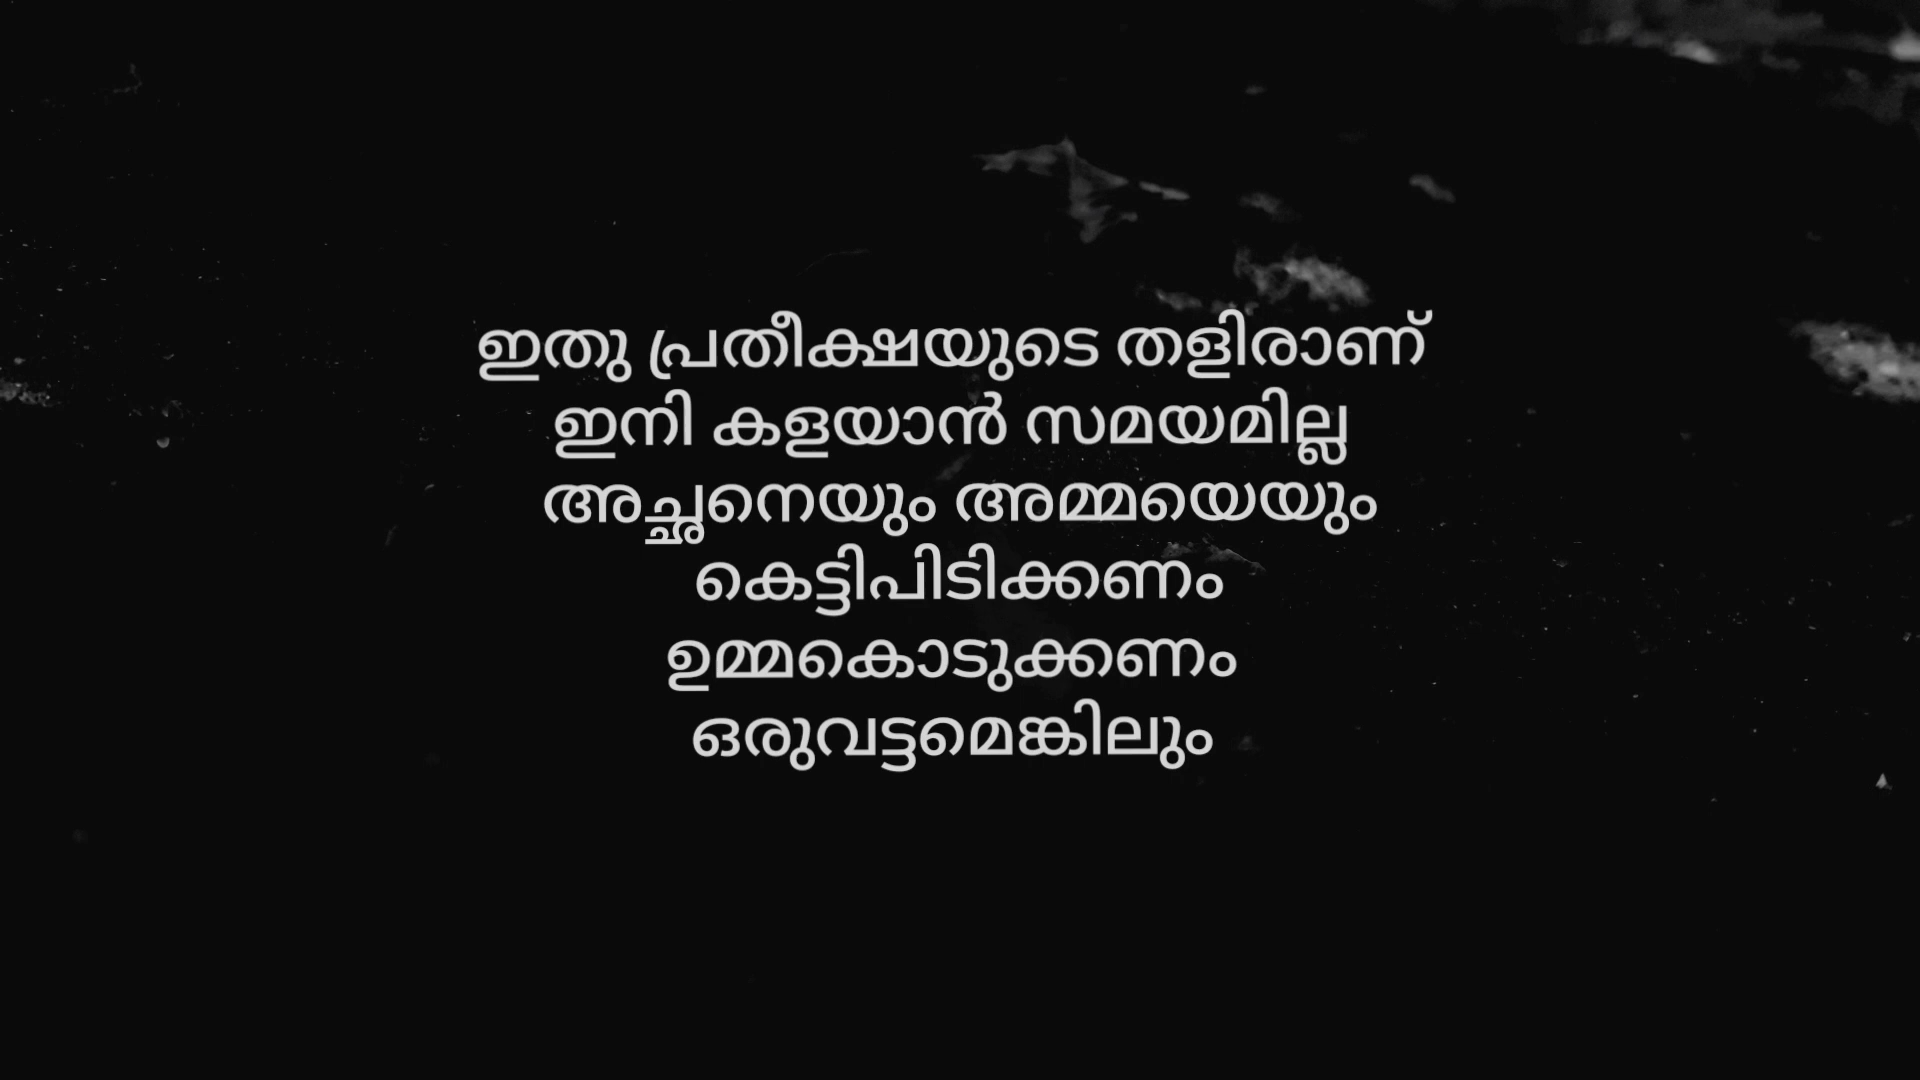 ഇതു പ്രതീക്ഷയുടെ തളിരാണ്
ഇനി കളയാൻ സമയമില്ല
അച്ഛനെയും അമ്മയെയും
കെട്ടിപിടിക്കണം
ഉമ്മകൊടുക്കണം
ഒരുവട്ടമെങ്കിലും